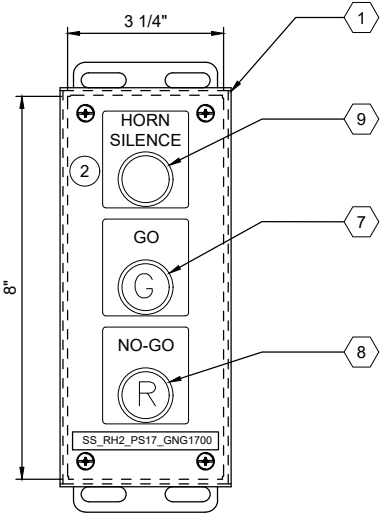 3 1/4"
1
HORN
SILENCE
9
2
GO
7
G
8"
NO-GO
8
R
SS_RH2_PS17_GNG1700